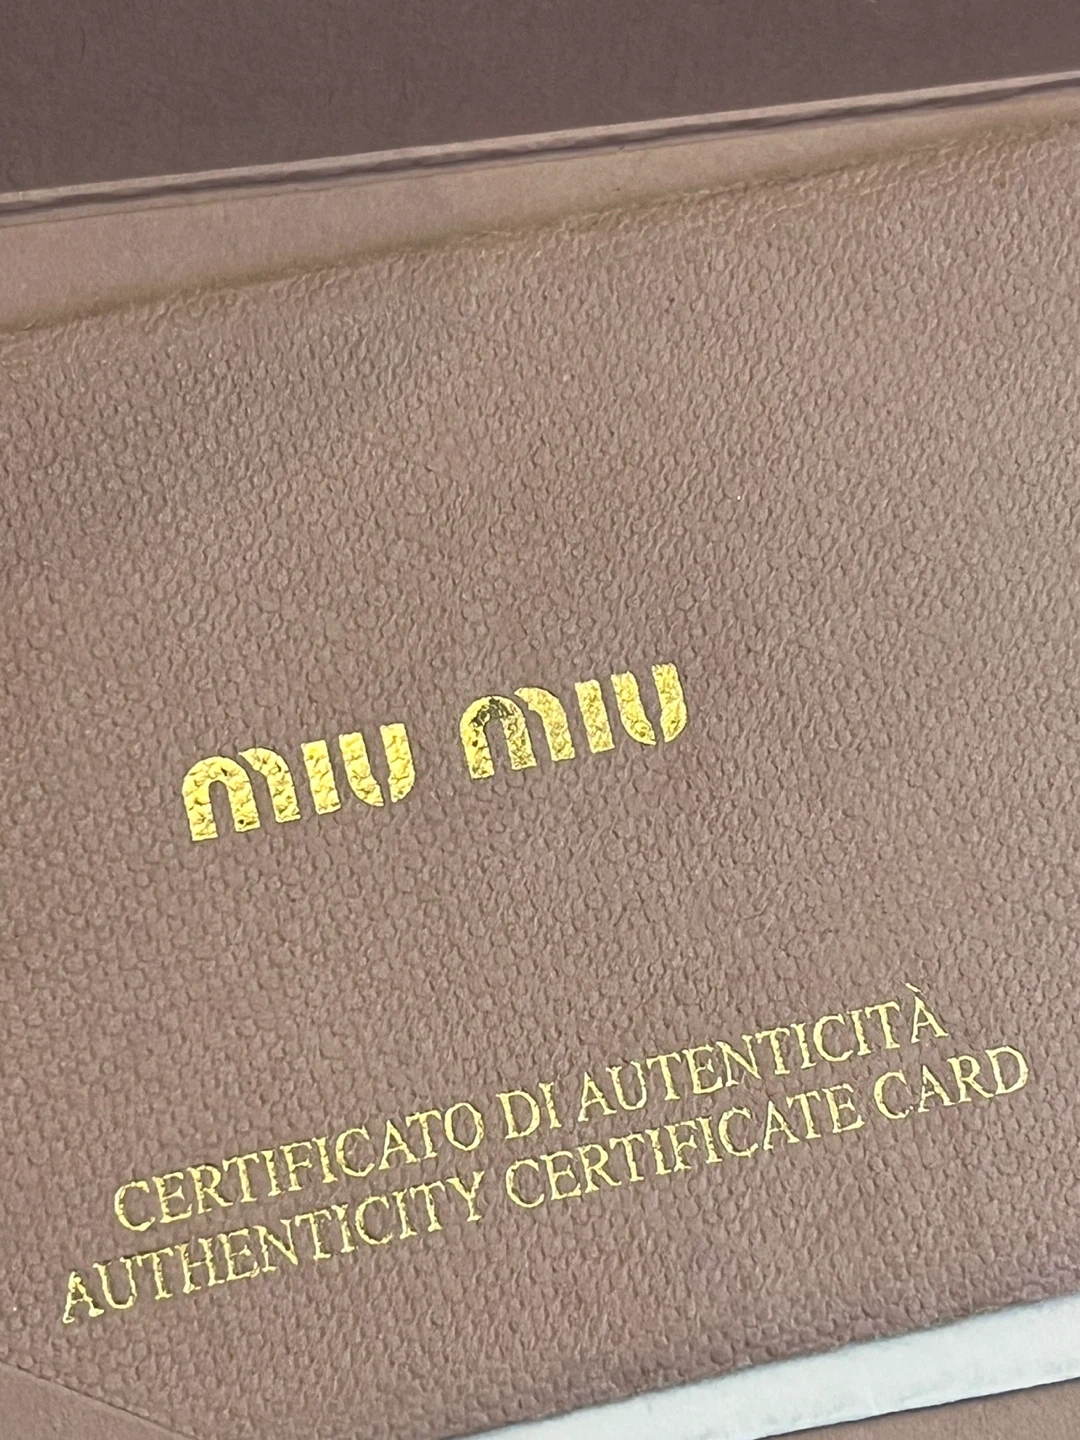 MIU MIU
CERTIFICATO DI AUTENTICITÀ
AUTHENTICITY CERTIFICATE CARD